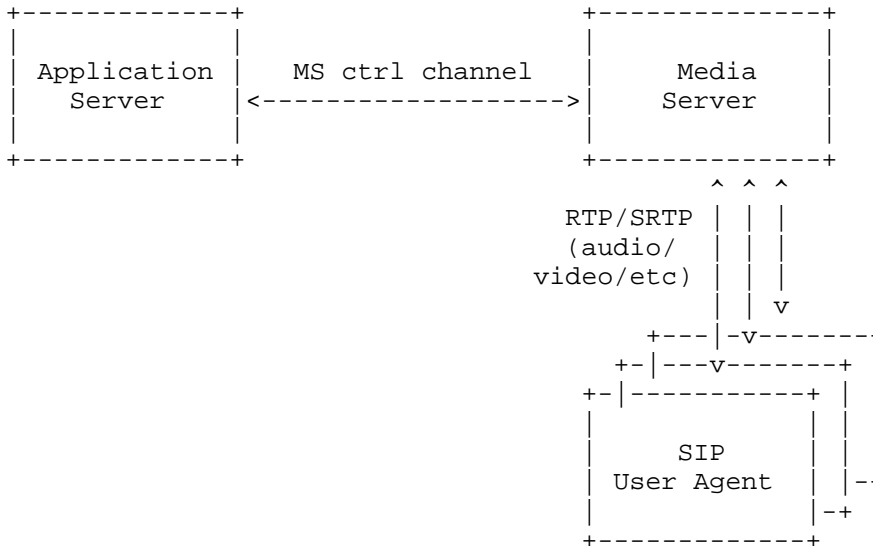 Application MS ctrl channel Media
Server Server
RTP/SRTP
(audio/
video/etc)
SIP
User Agent